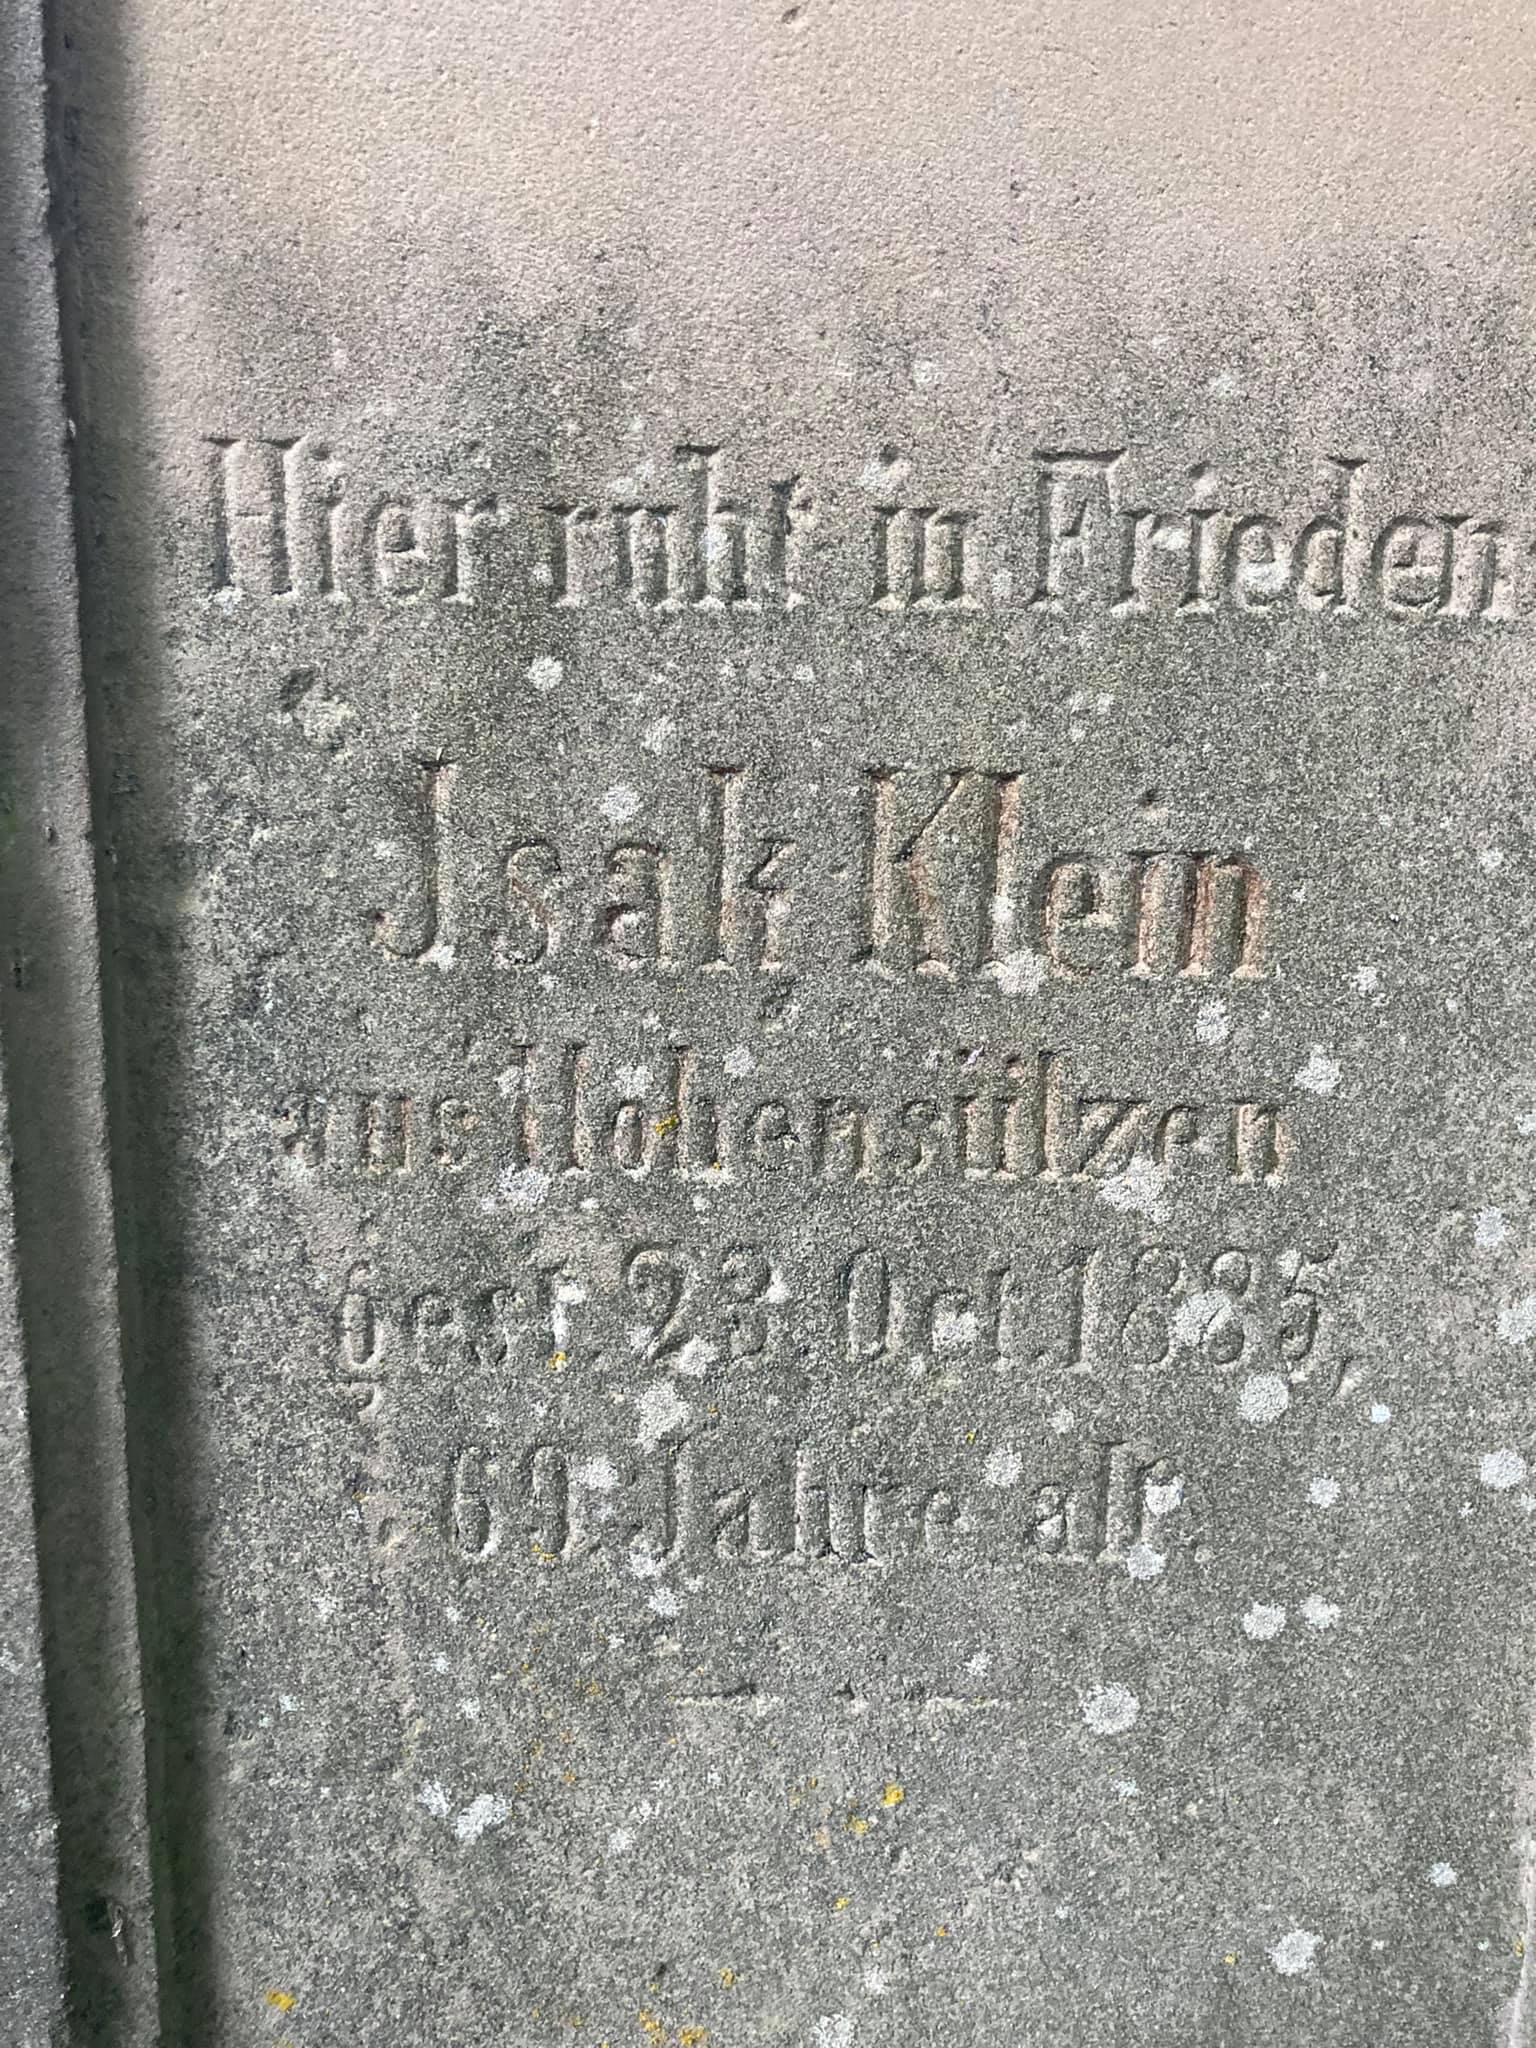 Hier ruht in Frieden
Isak Klein
aus Hohensülzen
gest. 23. Oct. 1885,
69 Jahre alt.